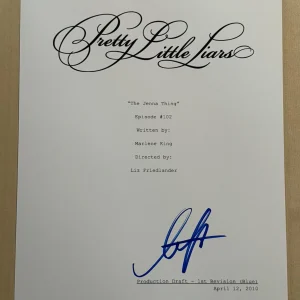 Pretty Little Liars
"The Jenna Thing"
Episode #102
Written by:
Marlene King
Directed by:
Liz Friedlander
Production Draft - 1st Revision (Blue)
April 12, 2010